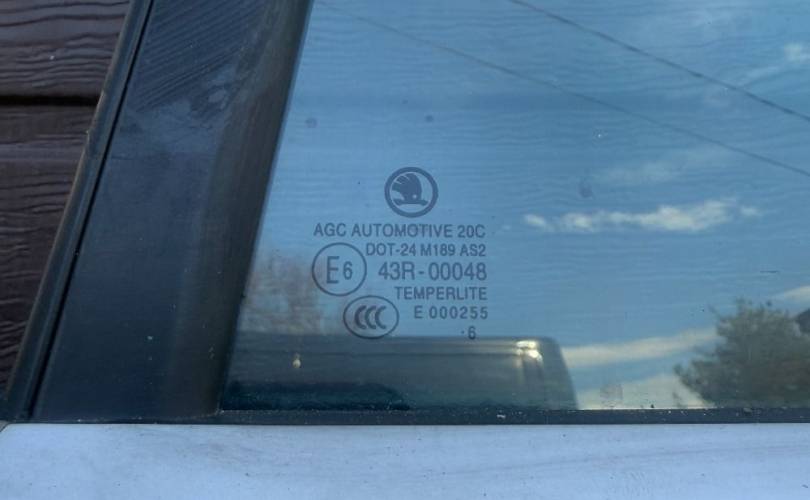 AGC AUTOMOTIVE 20C
DOT-24 M189 AS2
E6 43R-00048
TEMPERLITE
CCC E 000255
·6